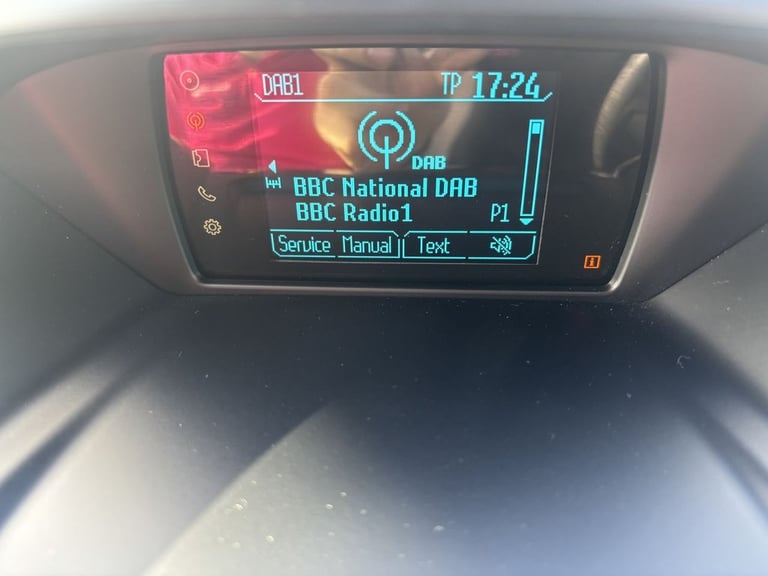 DAB1 TP 17:24
DAB
BBC National DAB
BBC Radio1 P1
Service Manual Text